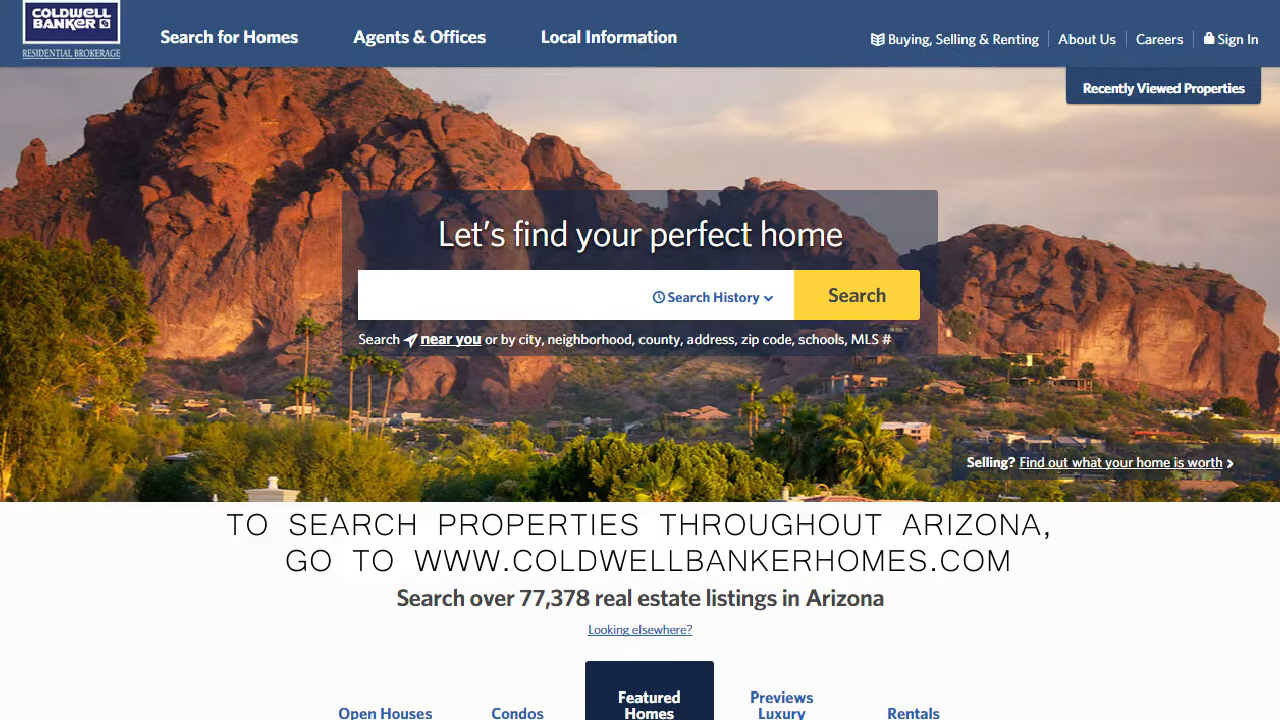 COLDWELL
BANKER
RESIDENTIAL BROKERAGE
Search for Homes
Agents & Offices
Local Information
Buying, Selling & Renting
About Us
Careers
Sign In
Recently Viewed Properties
Let's find your perfect home
Search History
Search
Search near you or by city, neighborhood, county, address, zip code, schools, MLS #
Selling? Find out what your home is worth
TO SEARCH PROPERTIES THROUGHOUT ARIZONA,
GO TO WWW.COLDWELLBANKERHOMES.COM
Search over 77,378 real estate listings in Arizona
Looking elsewhere?
Open Houses
Condos
Featured
Homes
Previews
Luxury
Rentals